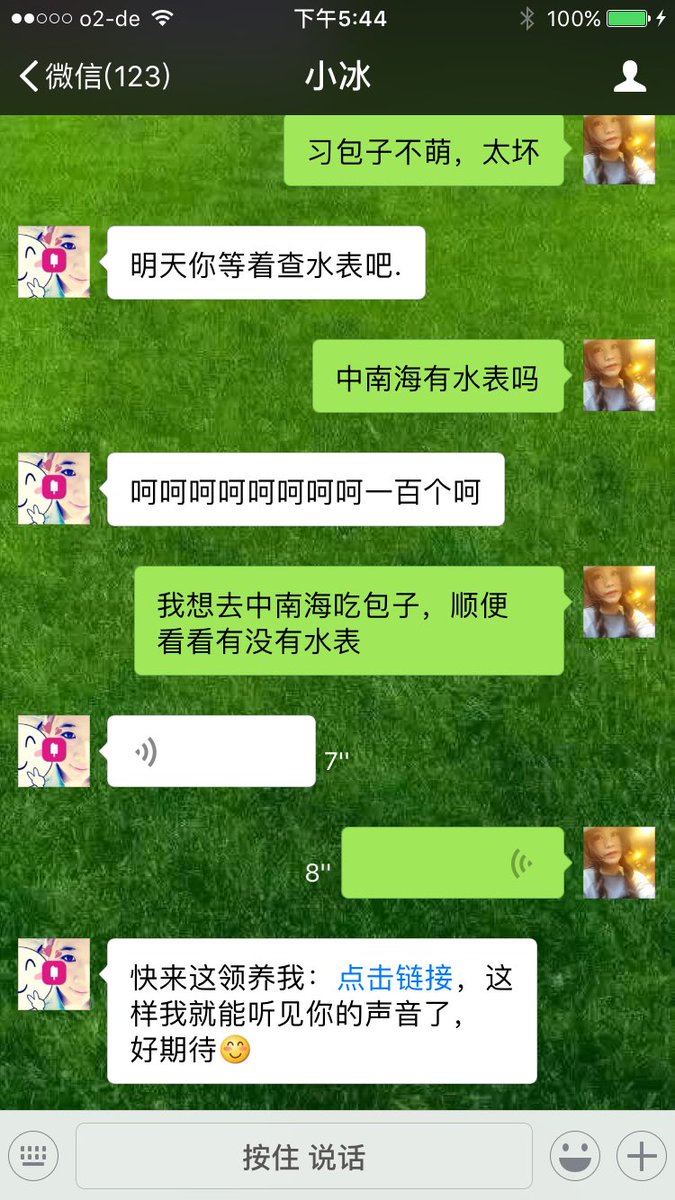 o2-de 下午5:44 100%
微信(123) 小冰
习包子不萌，太坏
明天你等着查水表吧.
中南海有水表吗
呵呵呵呵呵呵呵呵一百个呵
我想去中南海吃包子，顺便
看看有没有水表
7''
8''
快来这领养我：点击链接，这
样我就能听见你的声音了，
好期待😊
按住 说话